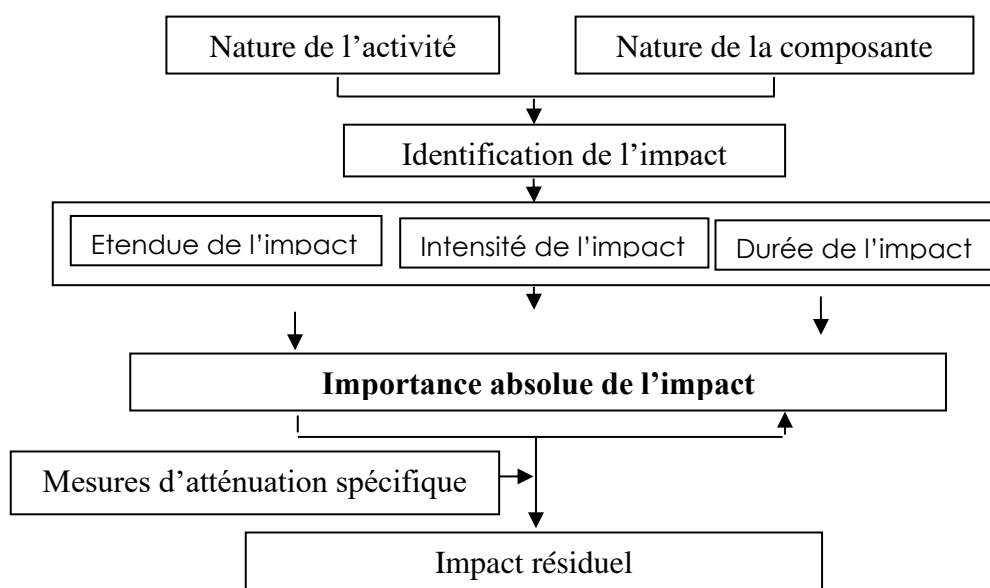 Nature de l’activité
Nature de la composante
Identification de l’impact
Etendue de l’impact
Intensité de l’impact
Durée de l’impact
Importance absolue de l’impact
Mesures d’atténuation spécifique
Impact résiduel